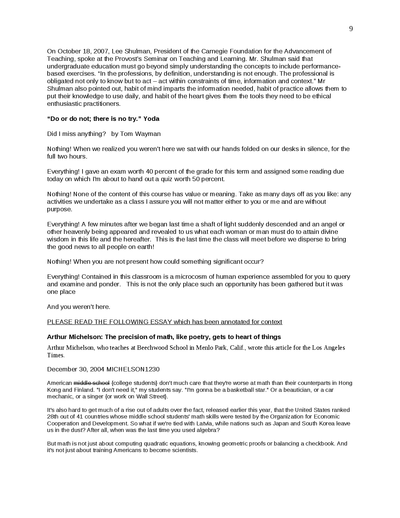 9
On October 18, 2007, Lee Shulman, President of the Carnegie Foundation for the Advancement of
Teaching, spoke at the Provost's Seminar on Teaching and Learning. Mr. Shulman said that
undergraduate education must go beyond simply understanding the concepts to include performance-
based exercises. "In the professions, by definition, understanding is not enough. The professional is
obligated not only to know but to act – act within constraints of time, information and context." Mr
Shulman also pointed out, habit of mind imparts the information needed, habit of practice allows them to
put their knowledge to use daily, and habit of the heart gives them the tools they need to be ethical
enthusiastic practitioners.
"Do or do not; there is no try." Yoda
Did I miss anything? by Tom Wayman
Nothing! When we realized you weren't here we sat with our hands folded on our desks in silence, for the
full two hours.
Everything! I gave an exam worth 40 percent of the grade for this term and assigned some reading due
today on which I'm about to hand out a quiz worth 50 percent.
Nothing! None of the content of this course has value or meaning. Take as many days off as you like: any
activities we undertake as a class I assure you will not matter either to you or me and are without
purpose.
Everything! A few minutes after we began last time a shaft of light suddenly descended and an angel or
other heavenly being appeared and revealed to us what each woman or man must do to attain divine
wisdom in this life and the hereafter. This is the last time the class will meet before we disperse to bring
the good news to all people on earth!
Nothing! When you are not present how could something significant occur?
Everything! Contained in this classroom is a microcosm of human experience assembled for you to query
and examine and ponder. This is not the only place such an opportunity has been gathered but it was
one place
And you weren't here.
PLEASE READ THE FOLLOWING ESSAY which has been annotated for context
Arthur Michelson: The precision of math, like poetry, gets to heart of things
Arthur Michelson, who teaches at Beechwood School in Menlo Park, Calif., wrote this article for the Los Angeles
Times.
December 30, 2004 MICHELSON1230
American middle school {college students} don't much care that they're worse at math than their counterparts in Hong
Kong and Finland. "I don't need it," my students say. "I'm gonna be a basketball star." Or a beautician, or a car
mechanic, or a singer {or work on Wall Street}.
It's also hard to get much of a rise out of adults over the fact, released earlier this year, that the United States ranked
28th out of 41 countries whose middle school students' math skills were tested by the Organization for Economic
Cooperation and Development. So what if we're tied with Latvia, while nations such as Japan and South Korea leave
us in the dust? After all, when was the last time you used algebra?
But math is not just about computing quadratic equations, knowing geometric proofs or balancing a checkbook. And
it's not just about training Americans to become scientists.